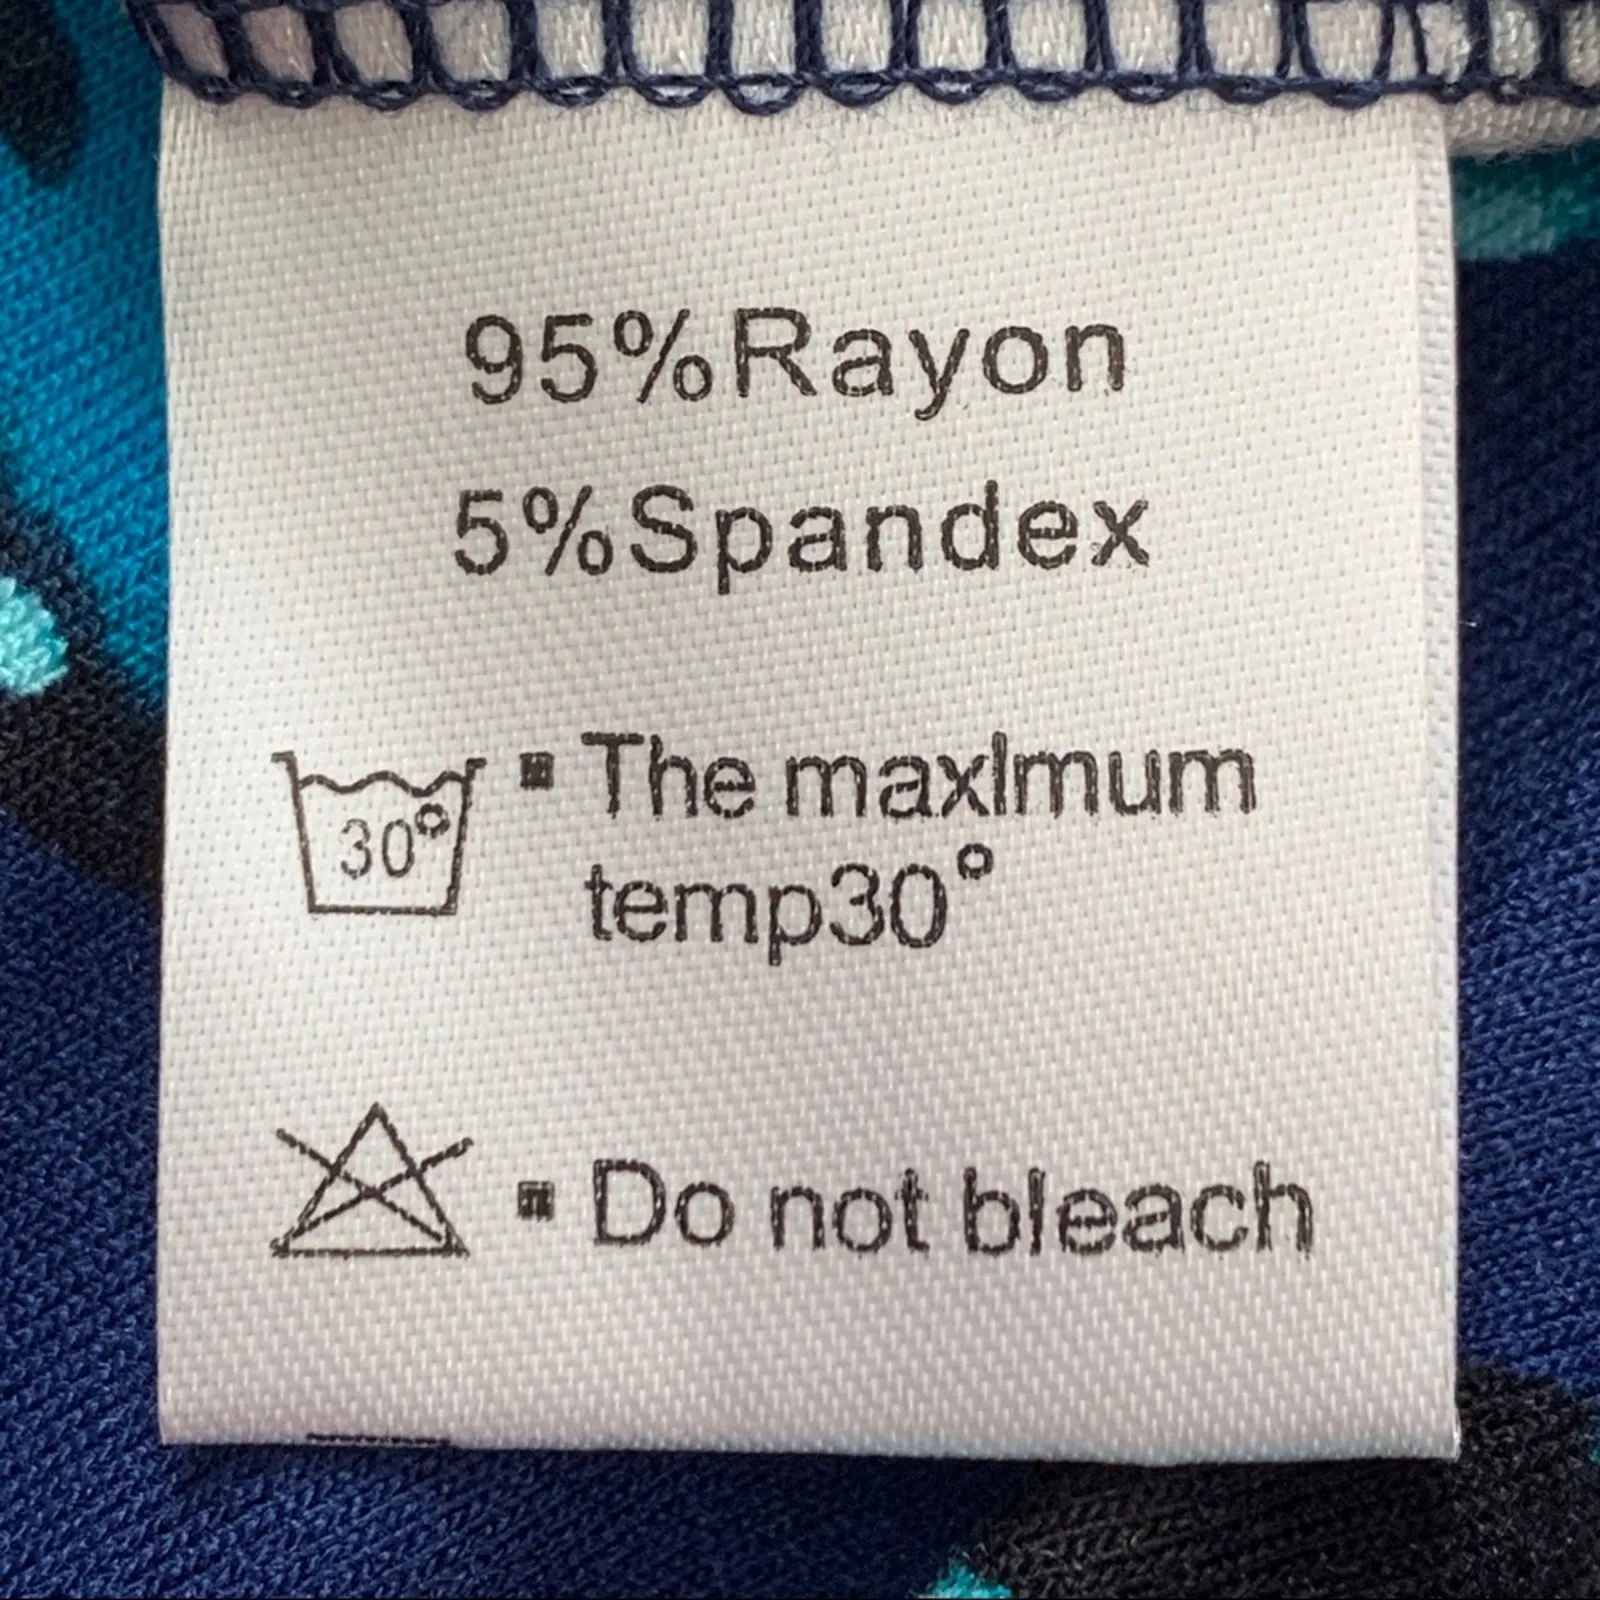 95%Rayon
5%Spandex
30°
▪ The maxlmum
temp30°
▪ Do not bleach